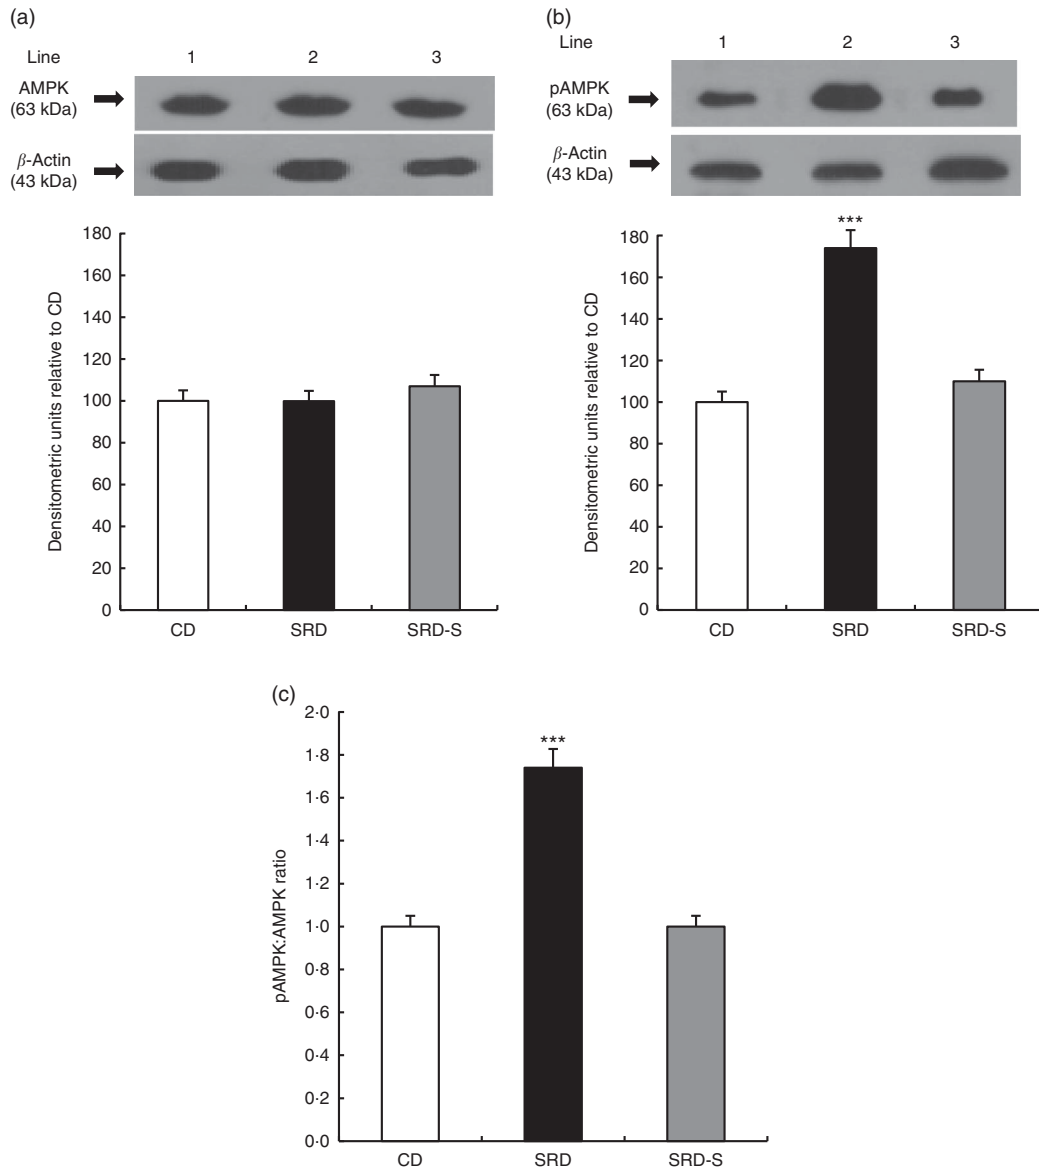 (a)
Line 1 2 3
AMPK
(63 kDa)
β-Actin
(43 kDa)
Densitometric units relative to CD
180
160
140
120
100
80
60
40
20
0
CD SRD SRD-S
(b)
Line 1 2 3
pAMPK
(63 kDa)
β-Actin
(43 kDa)
Densitometric units relative to CD
180
160
140
120
100
80
60
40
20
0
***
CD SRD SRD-S
(c)
pAMPK:AMPK ratio
2·0
1·8
1·6
1·4
1·2
1·0
0·8
0·6
0·4
0·2
0·0
***
CD SRD SRD-S